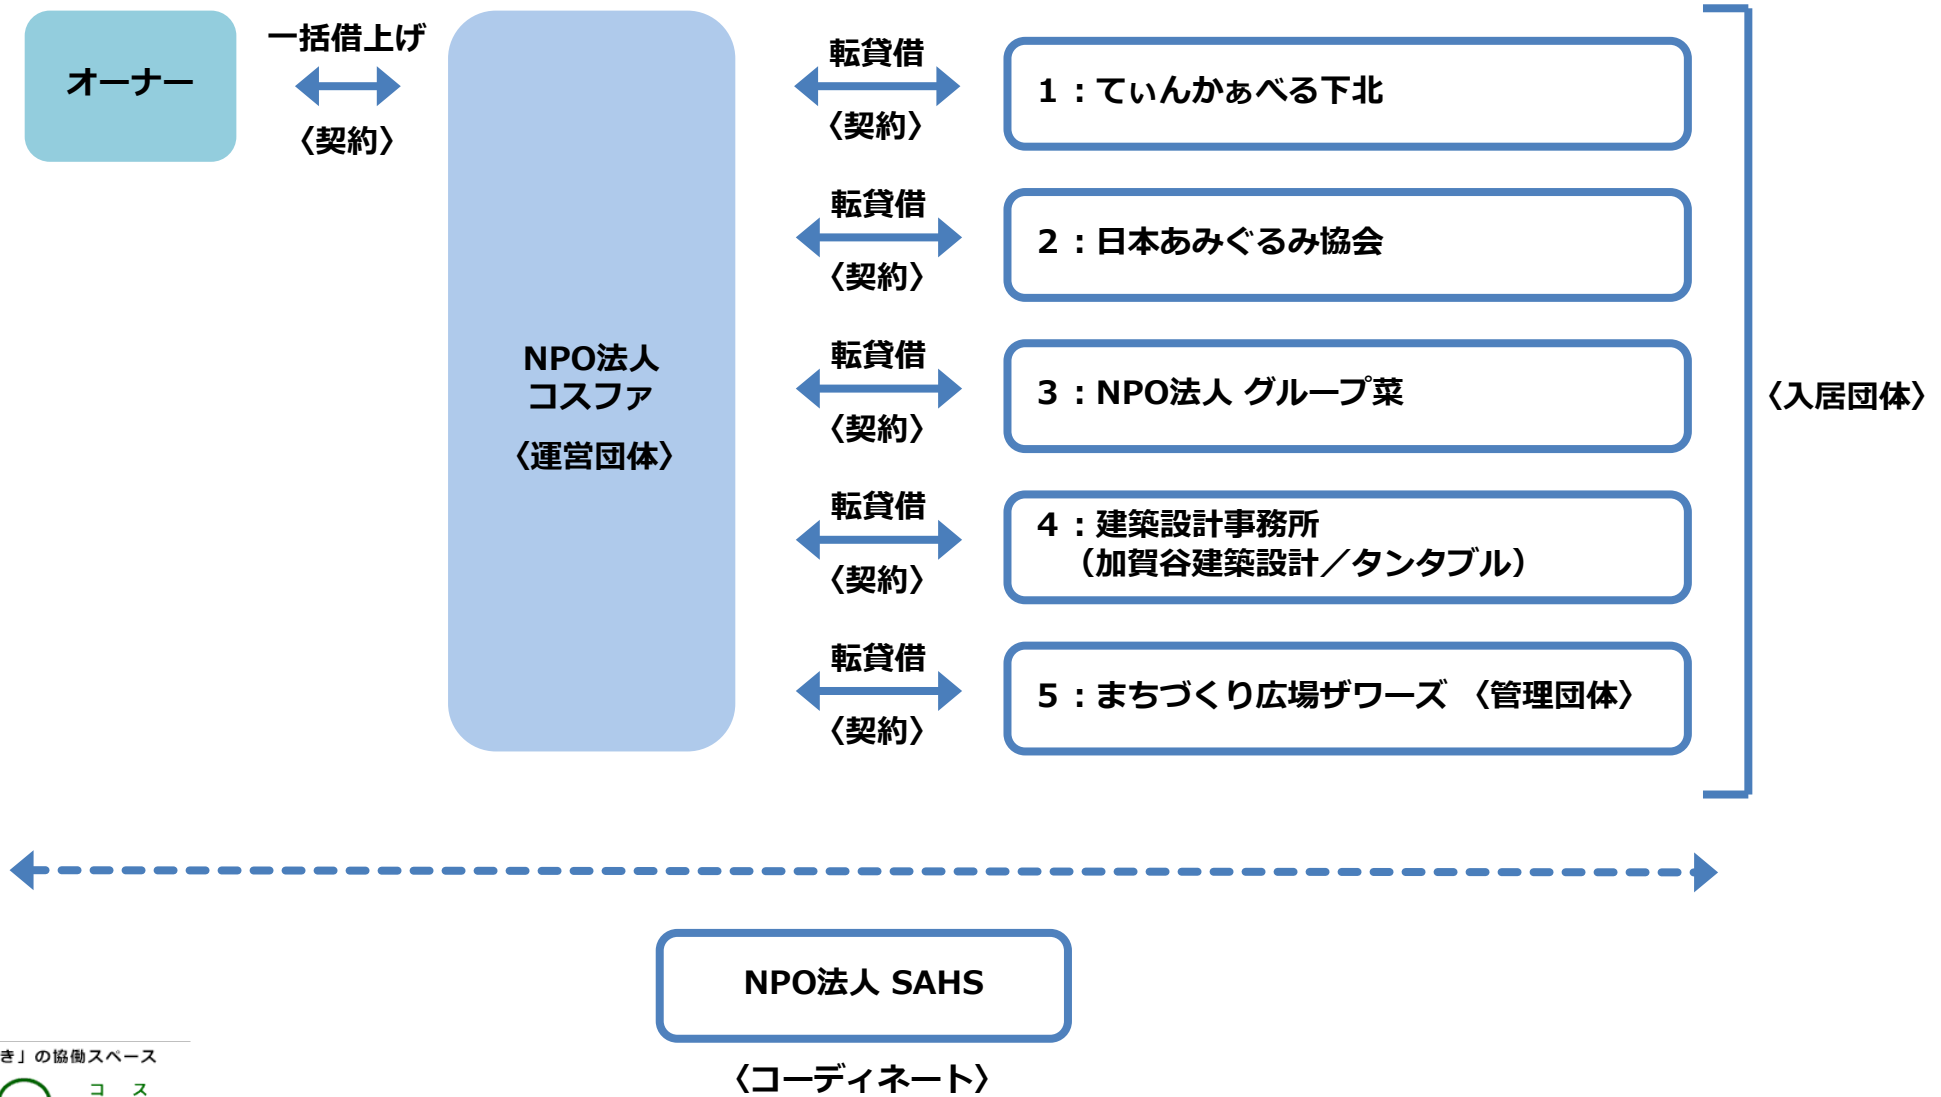 オーナー
一括借上げ
〈契約〉
NPO法人
コスファ
〈運営団体〉
転貸借
〈契約〉
1：てぃんかぁべる下北
転貸借
〈契約〉
2：日本あみぐるみ協会
転貸借
〈契約〉
3：NPO法人 グループ菜
転貸借
〈契約〉
4：建築設計事務所
（加賀谷建築設計／タンタブル）
転貸借
〈契約〉
5：まちづくり広場ザワーズ 〈管理団体〉
〈入居団体〉
NPO法人 SAHS
〈コーディネート〉
き」の協働スペース
コ ス